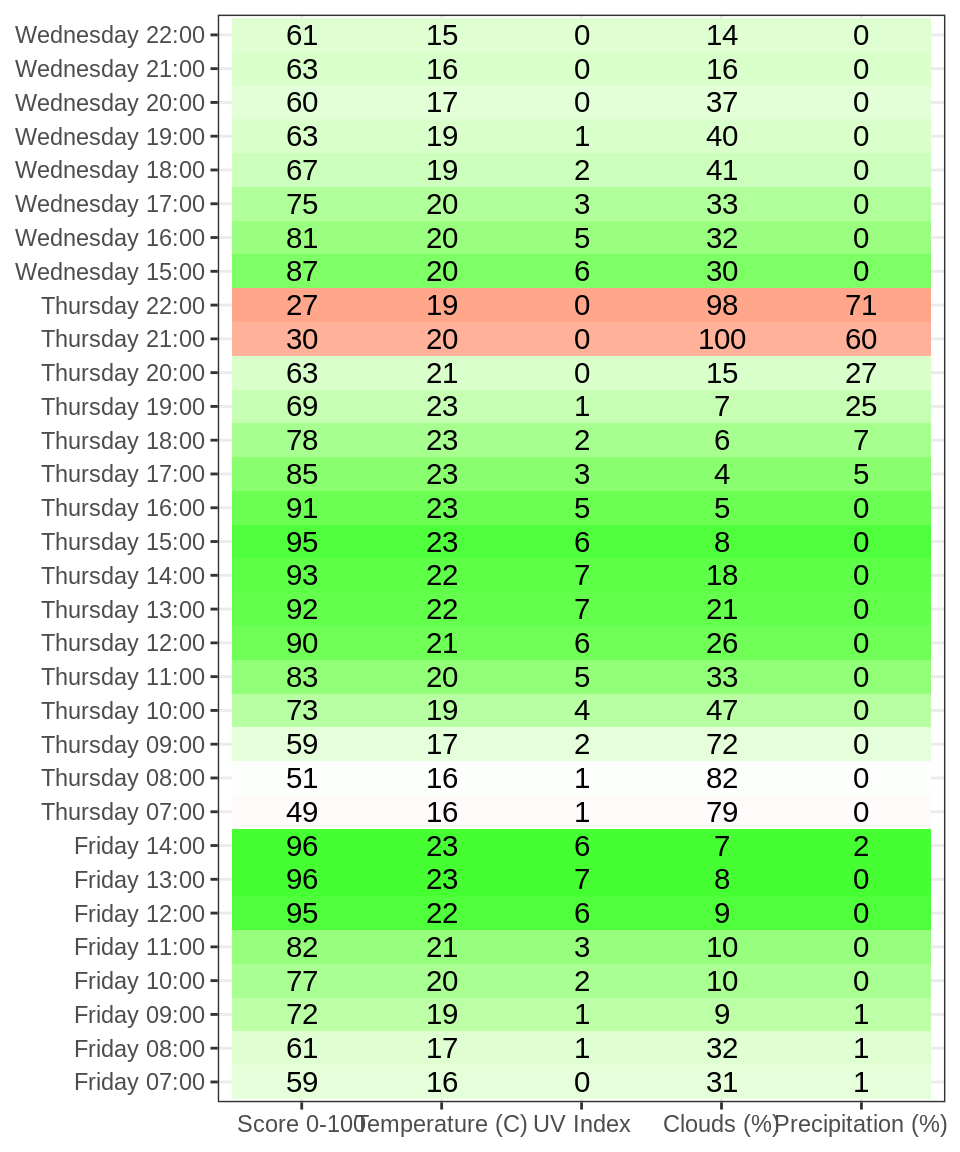 Wednesday 22:00 61 15 0 14 0
Wednesday 21:00 63 16 0 16 0
Wednesday 20:00 60 17 0 37 0
Wednesday 19:00 63 19 1 40 0
Wednesday 18:00 67 19 2 41 0
Wednesday 17:00 75 20 3 33 0
Wednesday 16:00 81 20 5 32 0
Wednesday 15:00 87 20 6 30 0
Thursday 22:00 27 19 0 98 71
Thursday 21:00 30 20 0 100 60
Thursday 20:00 63 21 0 15 27
Thursday 19:00 69 23 1 7 25
Thursday 18:00 78 23 2 6 7
Thursday 17:00 85 23 3 4 5
Thursday 16:00 91 23 5 5 0
Thursday 15:00 95 23 6 8 0
Thursday 14:00 93 22 7 18 0
Thursday 13:00 92 22 7 21 0
Thursday 12:00 90 21 6 26 0
Thursday 11:00 83 20 5 33 0
Thursday 10:00 73 19 4 47 0
Thursday 09:00 59 17 2 72 0
Thursday 08:00 51 16 1 82 0
Thursday 07:00 49 16 1 79 0
Friday 14:00 96 23 6 7 2
Friday 13:00 96 23 7 8 0
Friday 12:00 95 22 6 9 0
Friday 11:00 82 21 3 10 0
Friday 10:00 77 20 2 10 0
Friday 09:00 72 19 1 9 1
Friday 08:00 61 17 1 32 1
Friday 07:00 59 16 0 31 1
Score 0-100 Temperature (C) UV Index Clouds (%) Precipitation (%)